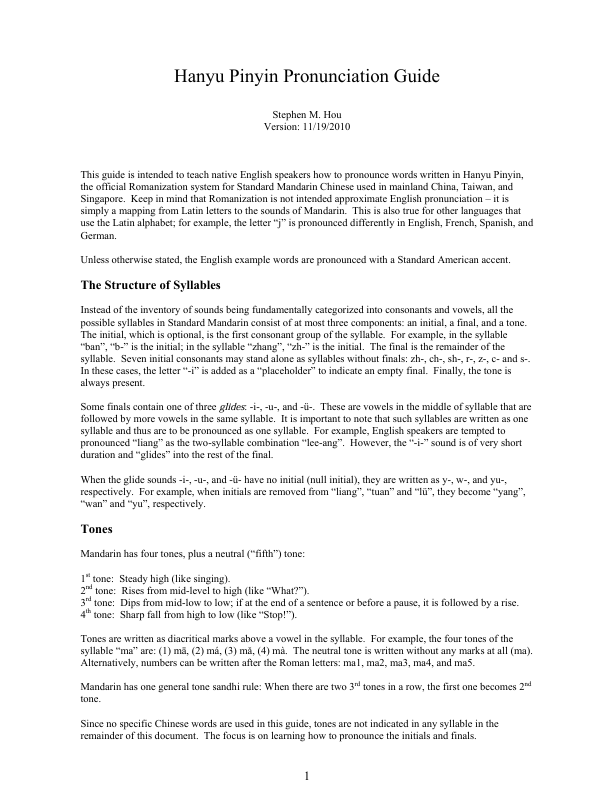 Hanyu Pinyin Pronunciation Guide
Stephen M. Hou
Version: 11/19/2010
This guide is intended to teach native English speakers how to pronounce words written in Hanyu Pinyin,
the official Romanization system for Standard Mandarin Chinese used in mainland China, Taiwan, and
Singapore.  Keep in mind that Romanization is not intended approximate English pronunciation – it is
simply a mapping from Latin letters to the sounds of Mandarin.  This is also true for other languages that
use the Latin alphabet; for example, the letter “j” is pronounced differently in English, French, Spanish, and
German.
Unless otherwise stated, the English example words are pronounced with a Standard American accent.
The Structure of Syllables
Instead of the inventory of sounds being fundamentally categorized into consonants and vowels, all the
possible syllables in Standard Mandarin consist of at most three components: an initial, a final, and a tone.
The initial, which is optional, is the first consonant group of the syllable.  For example, in the syllable
“ban”, “b-” is the initial; in the syllable “zhang”, “zh-” is the initial.  The final is the remainder of the
syllable.  Seven initial consonants may stand alone as syllables without finals: zh-, ch-, sh-, r-, z-, c- and s-.
In these cases, the letter “-i” is added as a “placeholder” to indicate an empty final.  Finally, the tone is
always present.
Some finals contain one of three glides: -i-, -u-, and -ü-.  These are vowels in the middle of syllable that are
followed by more vowels in the same syllable.  It is important to note that such syllables are written as one
syllable and thus are to be pronounced as one syllable.  For example, English speakers are tempted to
pronounced “liang” as the two-syllable combination “lee-ang”.  However, the “-i-” sound is of very short
duration and “glides” into the rest of the final.
When the glide sounds -i-, -u-, and -ü- have no initial (null initial), they are written as y-, w-, and yu-,
respectively.  For example, when initials are removed from “liang”, “tuan” and “lü”, they become “yang”,
“wan” and “yu”, respectively.
Tones
Mandarin has four tones, plus a neutral (“fifth”) tone:
1st tone:  Steady high (like singing).
2nd tone:  Rises from mid-level to high (like “What?”).
3rd tone:  Dips from mid-low to low; if at the end of a sentence or before a pause, it is followed by a rise.
4th tone:  Sharp fall from high to low (like “Stop!”).
Tones are written as diacritical marks above a vowel in the syllable.  For example, the four tones of the
syllable “ma” are: (1) mā, (2) má, (3) mǎ, (4) mà.  The neutral tone is written without any marks at all (ma).
Alternatively, numbers can be written after the Roman letters: ma1, ma2, ma3, ma4, and ma5.
Mandarin has one general tone sandhi rule: When there are two 3rd tones in a row, the first one becomes 2nd
tone.
Since no specific Chinese words are used in this guide, tones are not indicated in any syllable in the
remainder of this document.  The focus is on learning how to pronounce the initials and finals.
1